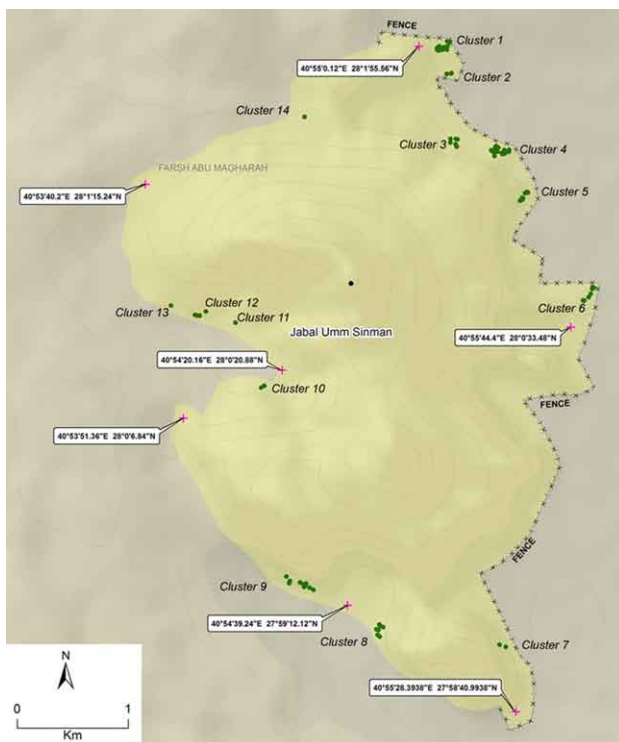 FENCE
Cluster 1
40°55'0.12"E 28°1'55.56"N
Cluster 2
Cluster 14
Cluster 3
Cluster 4
FARSH ABU MAGHARAH
40°53'40.2"E 28°1'15.24"N
Cluster 5
Cluster 12
Cluster 13
Cluster 11
Cluster 6
Jabal Umm Sinman
40°55'44.4"E 28°0'33.48"N
40°54'20.16"E 28°0'20.88"N
Cluster 10
FENCE
40°53'51.36"E 28°0'6.84"N
FENCE
Cluster 9
40°54'39.24"E 27°59'12.12"N
Cluster 8
Cluster 7
40°55'28.3938"E 27°58'40.9938"N
N
0 1
Km